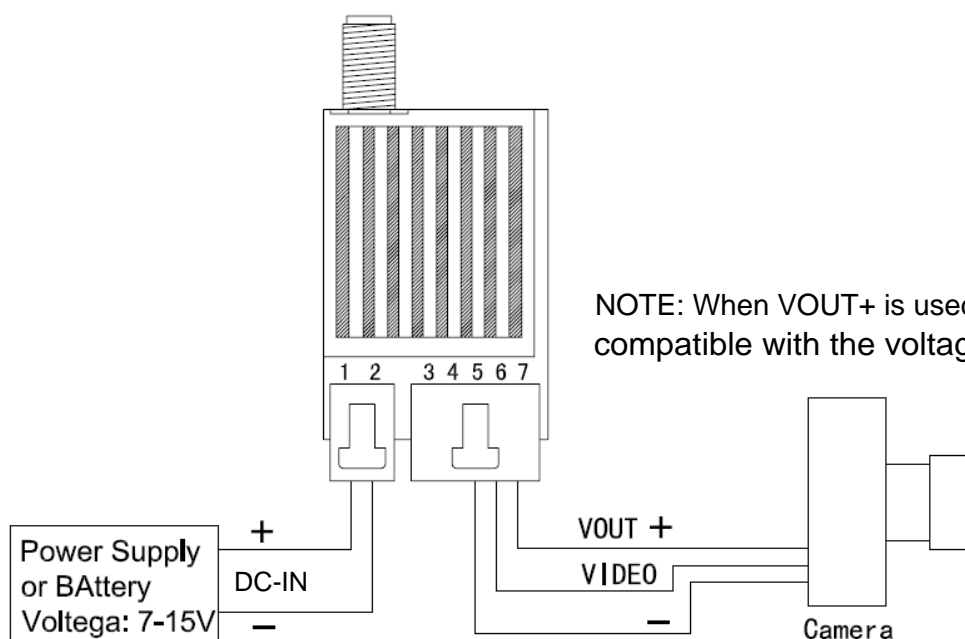 NOTE: When VOUT+ is used
compatible with the voltag
1 2 3 4 5 6 7
+
VOUT +
Power Supply
or BAttery
Voltega: 7-15V
DC-IN
VIDEO
—
—
Camera